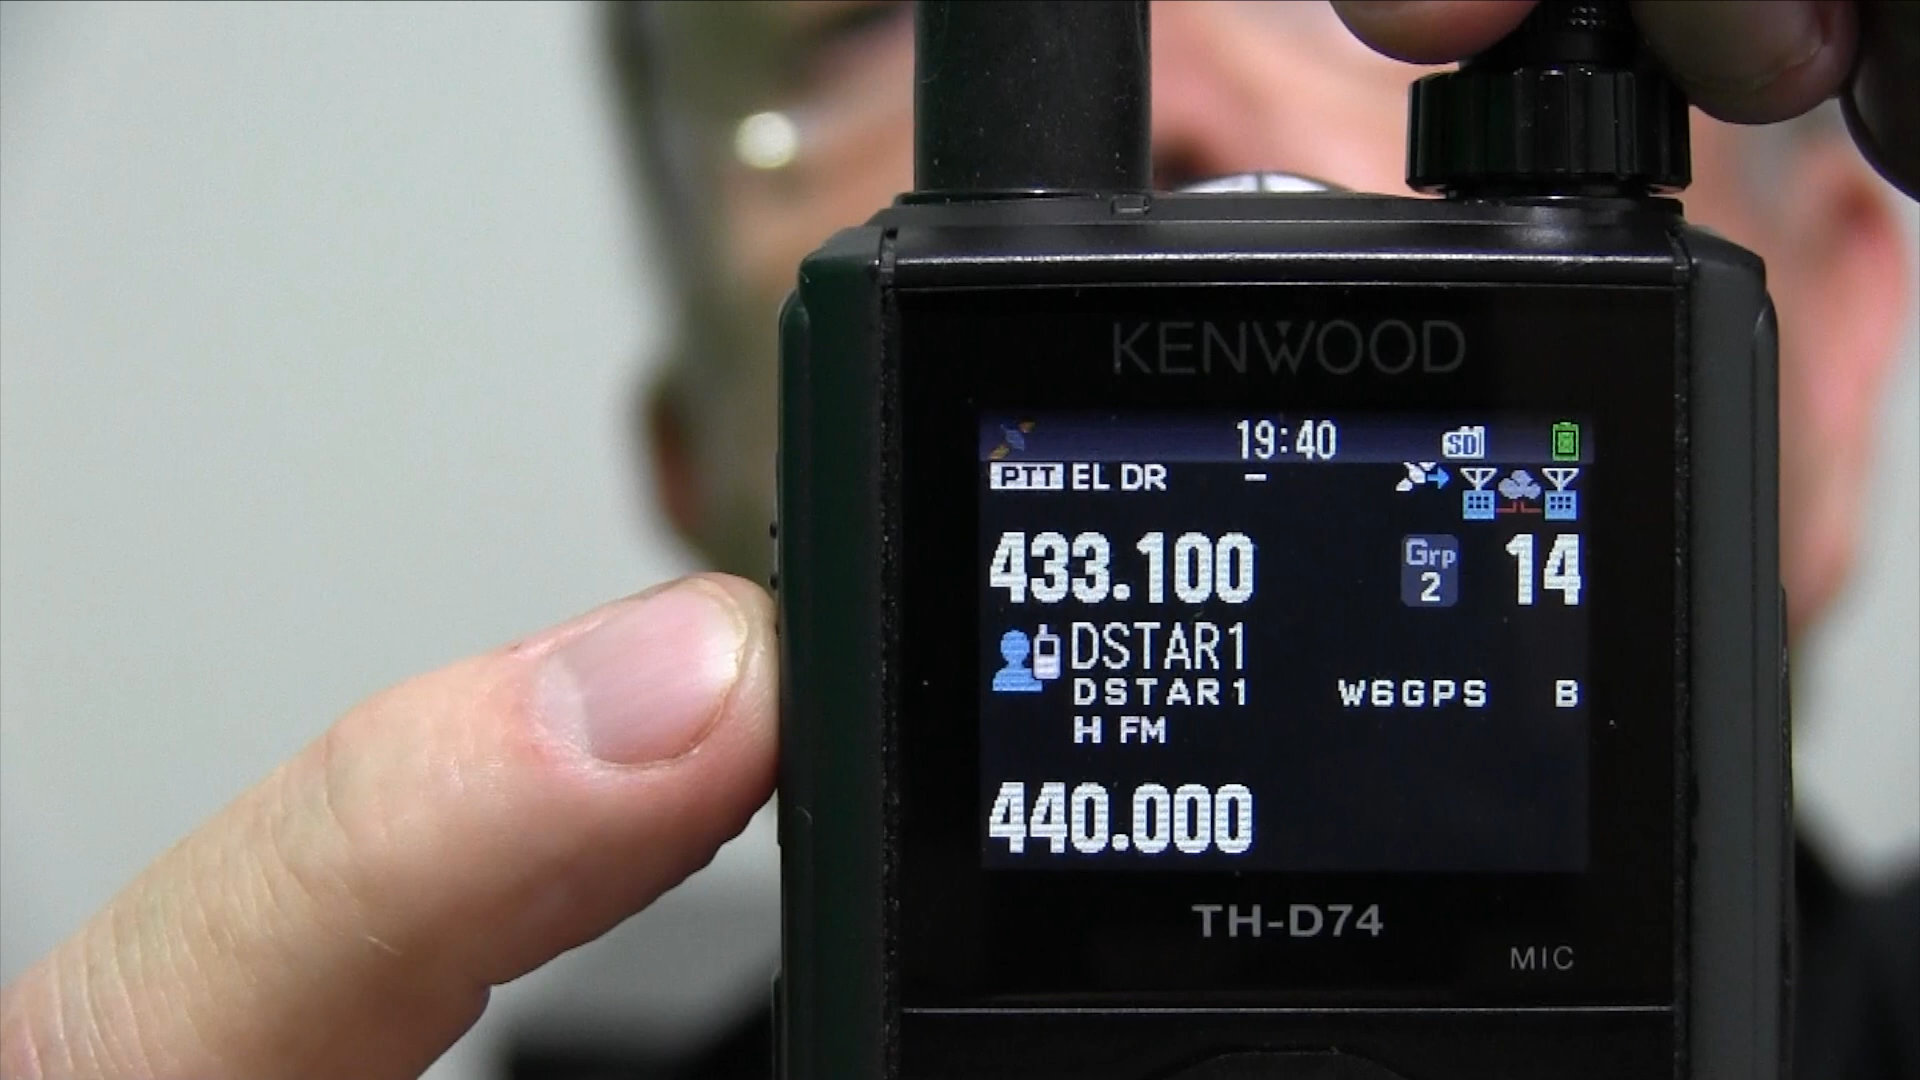 KENWOOD
19:40 SD
PTT EL DR –
433.100 Grp 2 14
DSTAR1
DSTAR1 W6GPS B
H FM
440.000
TH-D74
MIC